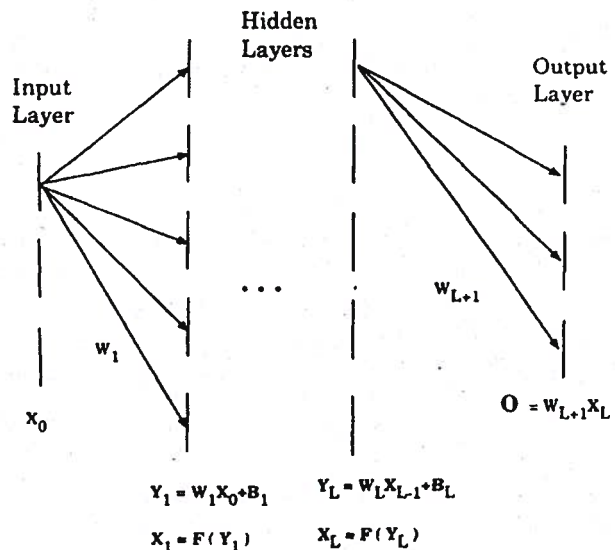 Hidden
Layers
Input
Layer
Output
Layer
...
W_{L+1}
W_1
X_0
O = W_{L+1}X_L
Y_1 = W_1X_0+B_1
Y_L = W_LX_{L-1}+B_L
X_1 = F(Y_1)
X_L = F(Y_L)